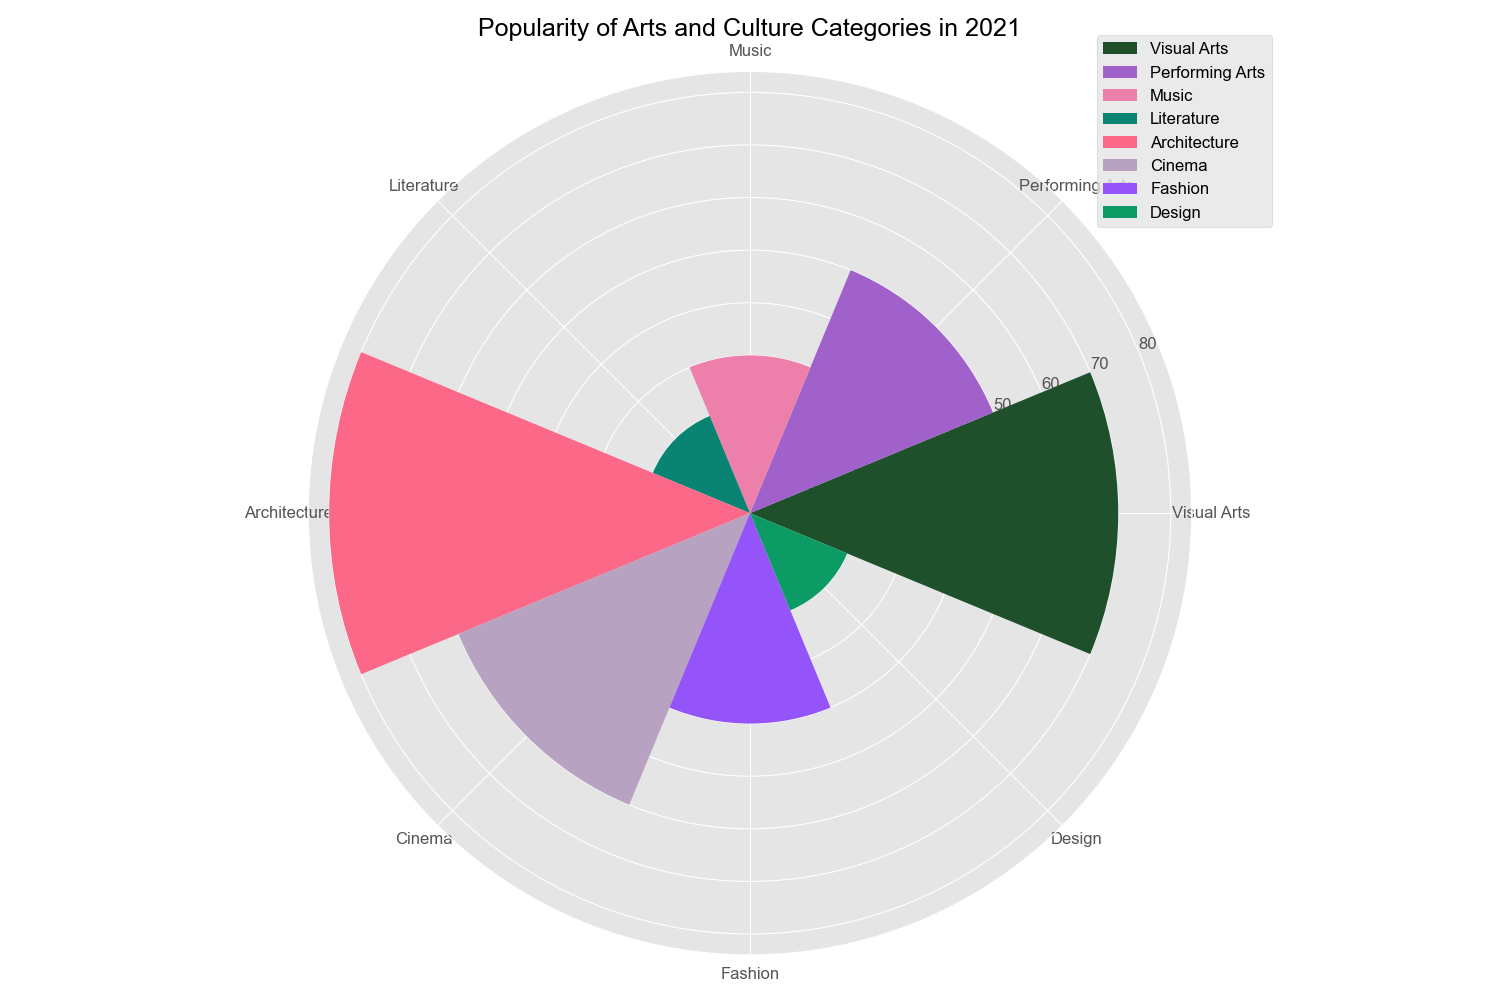 Popularity of Arts and Culture Categories in 2021
Music
Visual Arts
Performing Arts
Music
Literature
Architecture
Cinema
Fashion
Design
Literature
Performing Arts
80
70
60
50
Architecture
Visual Arts
Cinema
Design
Fashion